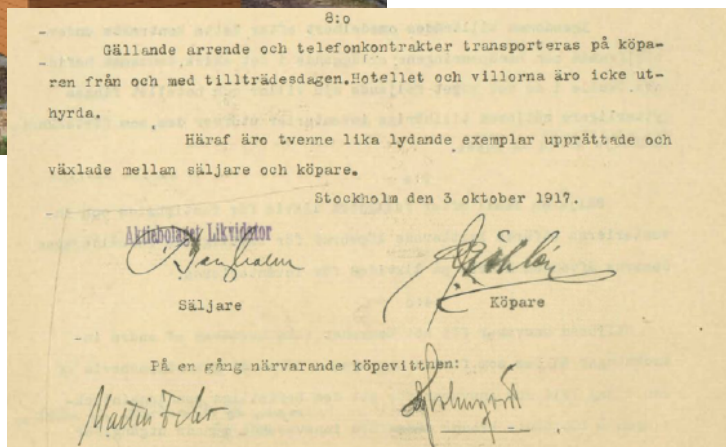 8:o
Gällande arrende och telefonkontrakter transporteras på köpa-
ren från och med tillträdesdagen.Hotellet och villorna äro icke ut-
hyrda.
Häraf äro tvenne lika lydande exemplar upprättade och
växlade mellan säljare och köpare.
Stockholm den 3 oktober 1917.
Aktiebolaget Likvidator
Säljare Köpare
På en gång närvarande köpevittnen:
Martin